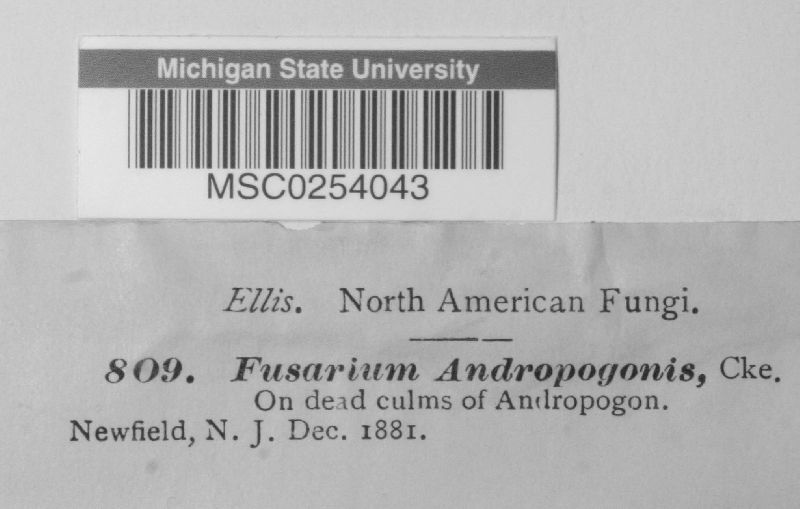 Michigan State University
MSC0254043
Ellis. North American Fungi.
809. Fusarium Andropogonis, Cke.
On dead culms of Andropogon.
Newfield, N. J. Dec. 1881.